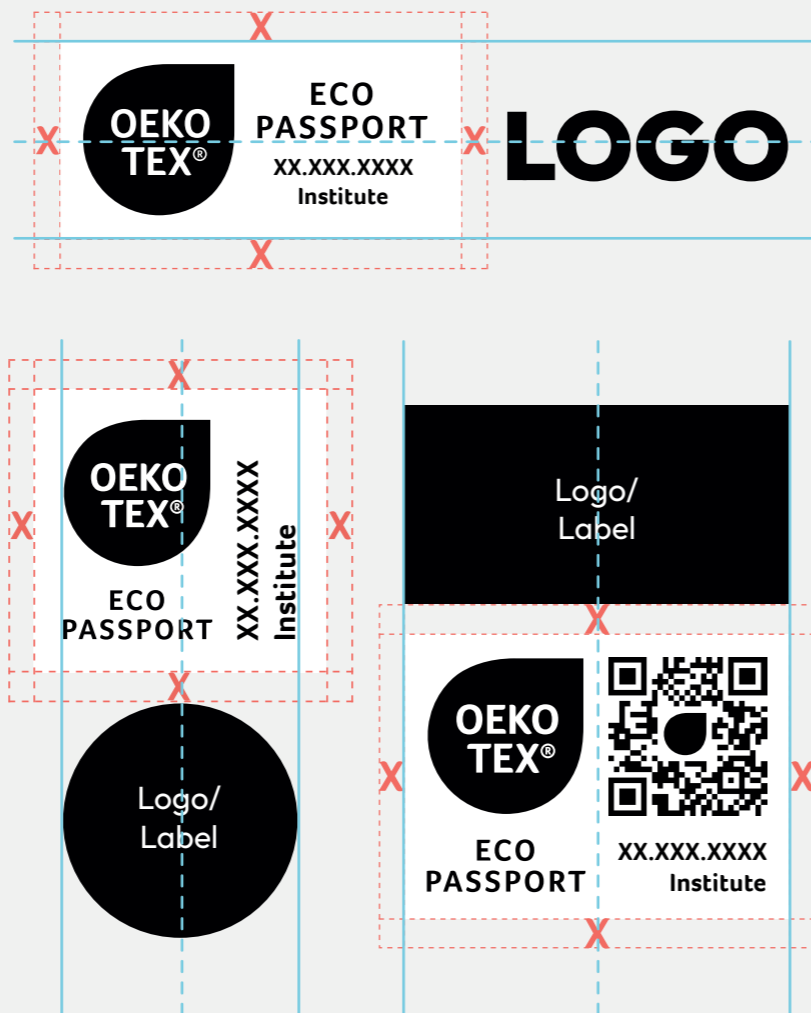 X
OEKO
TEX®
ECO
PASSPORT
XX.XXX.XXXX
Institute
X
X
LOGO
X
X
OEKO
TEX®
ECO
PASSPORT
XX.XXX.XXXX
Institute
X
X
X
Logo/
Label
Logo/
Label
X
OEKO
TEX®
ECO
PASSPORT
XX.XXX.XXXX
Institute
X
X
X